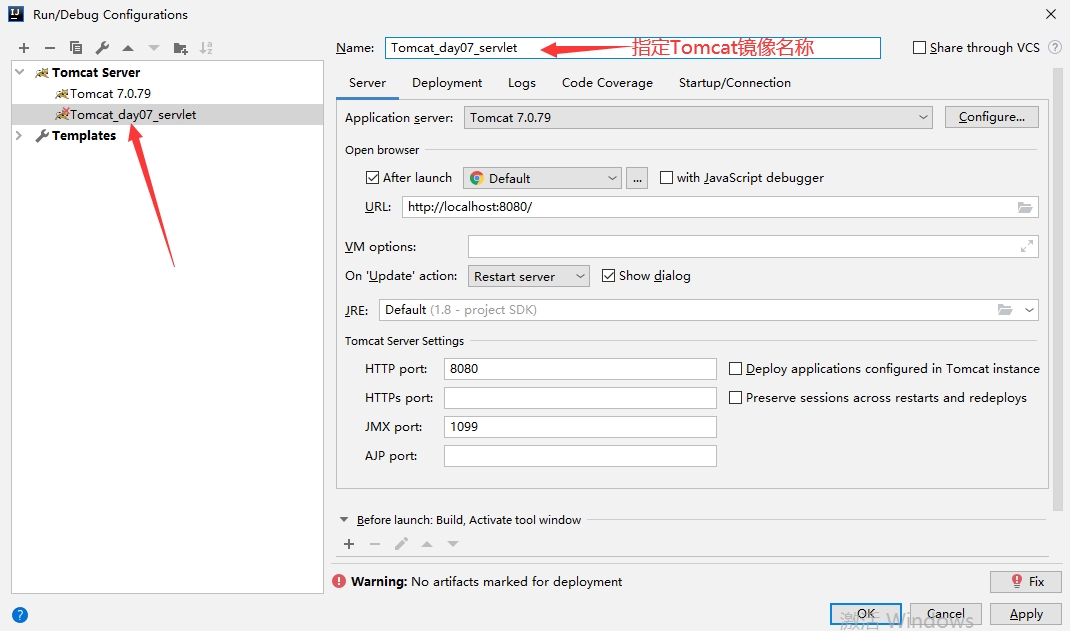 Run/Debug Configurations
Name: Tomcat_day07_servlet 指定Tomcat镜像名称 Share through VCS ?
Tomcat Server
Tomcat 7.0.79
Tomcat_day07_servlet
Templates
Server Deployment Logs Code Coverage Startup/Connection
Application server: Tomcat 7.0.79 Configure...
Open browser
After launch Default ... with JavaScript debugger
URL: http://localhost:8080/
VM options:
On 'Update' action: Restart server Show dialog
JRE: Default (1.8 - project SDK)
Tomcat Server Settings
HTTP port: 8080 Deploy applications configured in Tomcat instance
HTTPs port: Preserve sessions across restarts and redeploys
JMX port: 1099
AJP port:
Before launch: Build, Activate tool window
Warning: No artifacts marked for deployment Fix
? OK Cancel Apply
激活 Windows